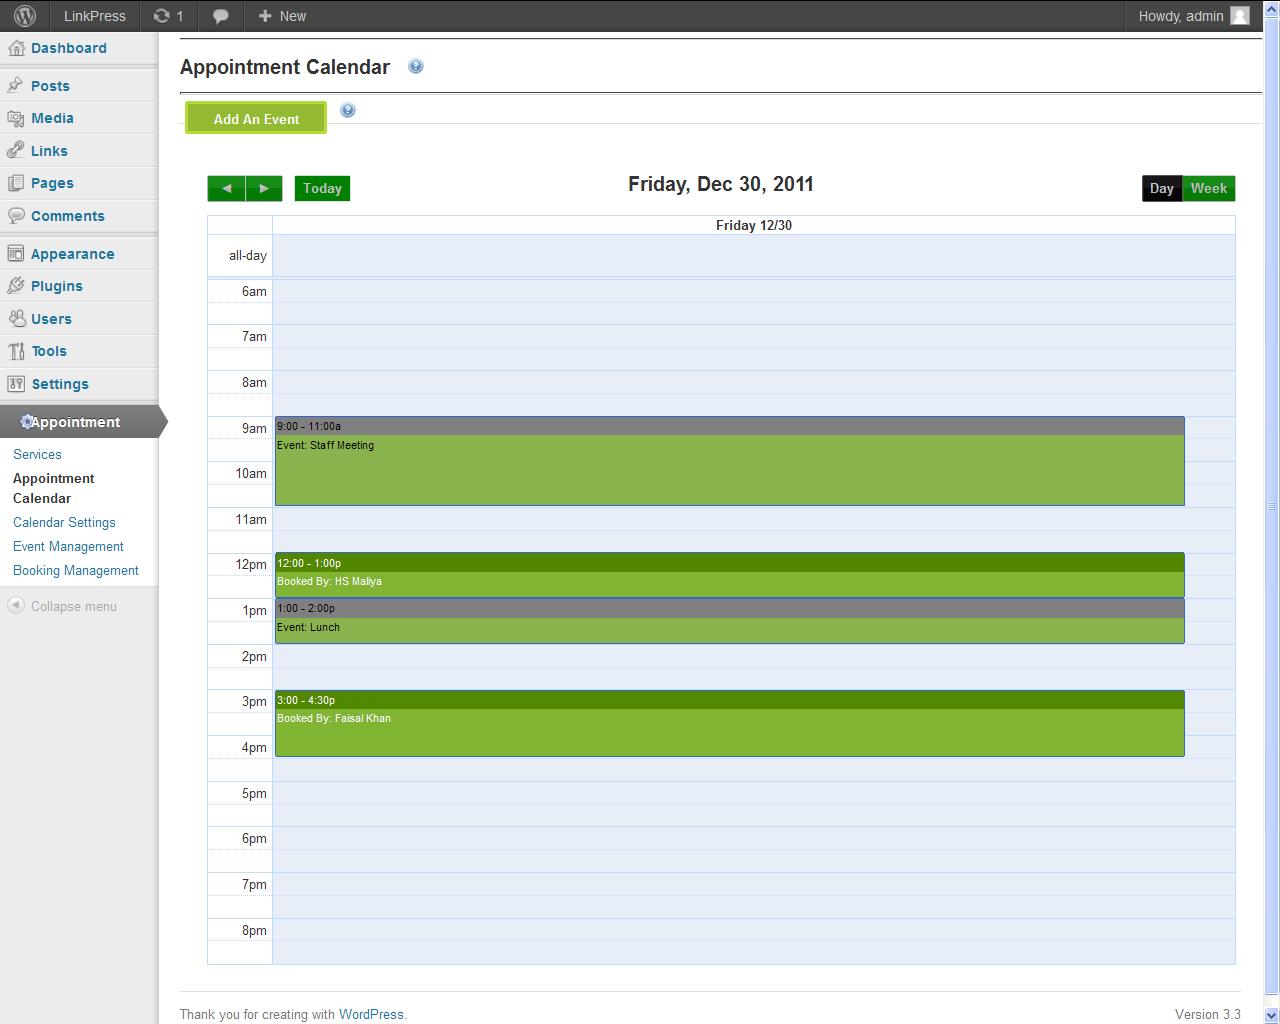 LinkPress 1 New Howdy, admin
Dashboard
Posts
Media
Links
Pages
Comments
Appearance
Plugins
Users
Tools
Settings
Appointment
Services
Appointment
Calendar
Calendar Settings
Event Management
Booking Management
Collapse menu
Appointment Calendar
Add An Event
Today
Friday, Dec 30, 2011
Day Week
Friday 12/30
all-day
6am
7am
8am
9am
9:00 - 11:00a
Event: Staff Meeting
10am
11am
12pm
12:00 - 1:00p
Booked By: HS Maliya
1pm
1:00 - 2:00p
Event: Lunch
2pm
3pm
3:00 - 4:30p
Booked By: Faisal Khan
4pm
5pm
6pm
7pm
8pm
Thank you for creating with WordPress.
Version 3.3